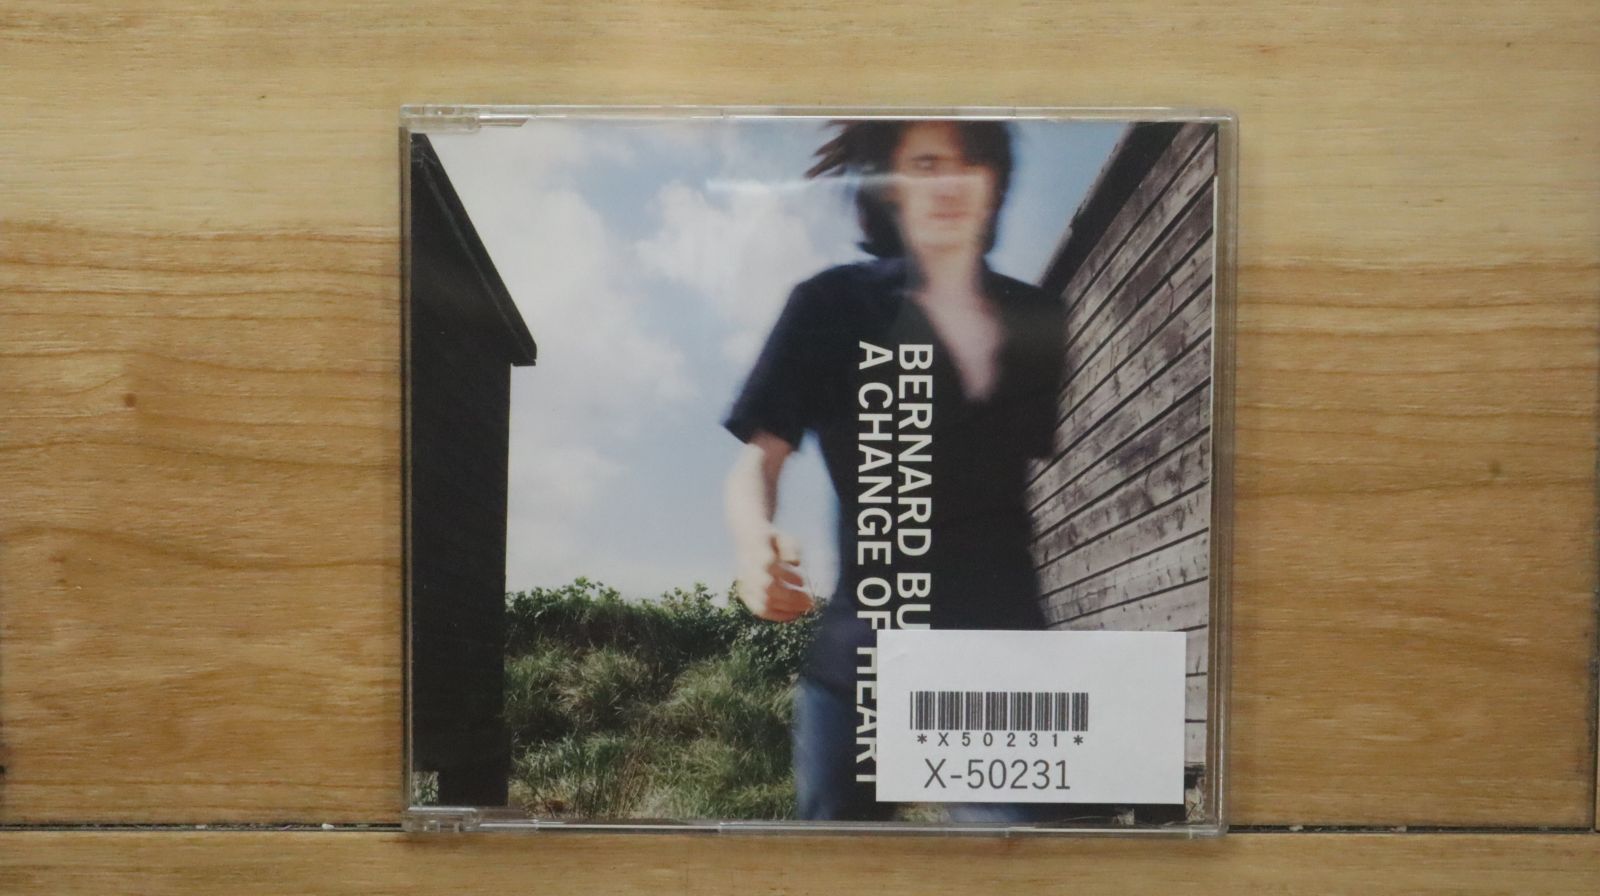 BERNARD BU
A CHANGE OF HEART
*X50231*
X-50231